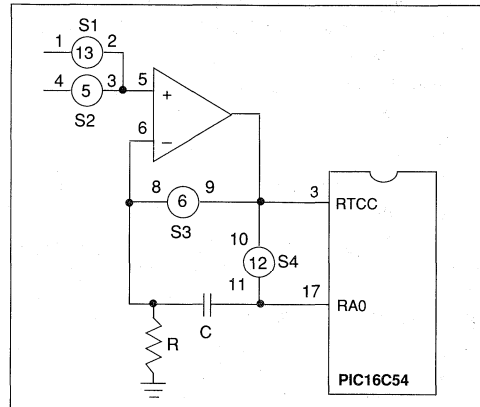 S1
1 13 2
4 5 3 5
S2
+
6
−
8 6 9
S3
3 RTCC
10
12 S4
11
17 RA0
C
R
PIC16C54